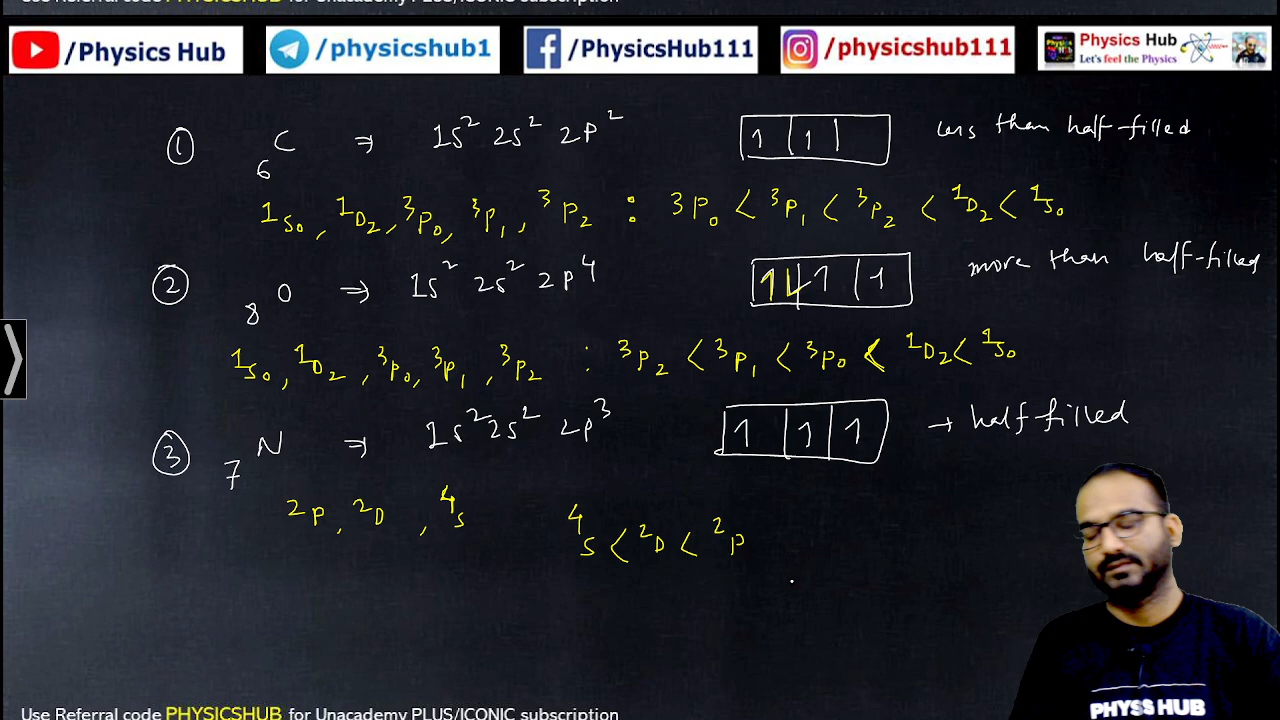 Use Referral code PHYSICSHUB for Unacademy PLUS/ICONIC subscription
/Physics Hub /physicshub1 /PhysicsHub111 /physicshub111 Physics Hub
Let's feel the Physics
① ₆C ⇒ 1s² 2s² 2p² 1 1 less than half-filled
¹S₀, ¹D₂, ³P₀, ³P₁, ³P₂ : ³P₀ < ³P₁ < ³P₂ < ¹D₂ < ¹S₀
② ₈O ⇒ 1s² 2s² 2p⁴ 1⇂ 1 1 more than half-filled
¹S₀, ¹D₂, ³P₀, ³P₁, ³P₂ : ³P₂ < ³P₁ < ³P₀ < ¹D₂ < ¹S₀
③ ₇N ⇒ 1s² 2s² 2p³ 1 1 1 → half filled
²P, ²D, ⁴S ⁴S < ²D < ²P
PHYSICS HUB
Use Referral code PHYSICSHUB for Unacademy PLUS/ICONIC subscription